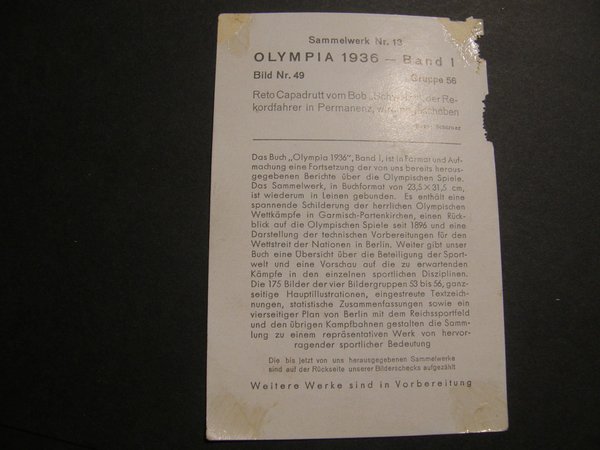 Sammelwerk Nr. 13
OLYMPIA 1936 – Band I
Bild Nr. 49 Gruppe 56
Reto Capadrutt vom Bob der Re-
kordfahrer in Permanenz,
Das Buch „Olympia 1936", Band I, ist in Format und Auf-
machung eine Fortsetzung der von uns bereits heraus-
gegebenen Berichte über die Olympischen Spiele.
Das Sammelwerk, in Buchformat von 23,5 × 31,5 cm,
ist wiederum in Leinen gebunden. Es enthält eine
spannende Schilderung der herrlichen Olympischen
Wettkämpfe in Garmisch-Partenkirchen, einen Rück-
blick auf die Olympischen Spiele seit 1896 und eine
Darstellung der technischen Vorbereitungen für den
Wettstreit der Nationen in Berlin. Weiter gibt unser
Buch eine Übersicht über die Beteiligung der Sport-
welt und eine Vorschau auf die zu erwartenden
Kämpfe in den einzelnen sportlichen Disziplinen.
Die 175 Bilder der vier Bildergruppen 53 bis 56, ganz-
seitige Hauptillustrationen, eingestreute Textzeich-
nungen, statistische Zusammenfassungen sowie ein
vierseitiger Plan von Berlin mit dem Reichssportfeld
und den übrigen Kampfbahnen gestalten die Samm-
lung zu einem repräsentativen Werk von hervor-
ragender sportlicher Bedeutung
Die bis jetzt von uns herausgegebenen Sammelwerke
sind auf der Rückseite unserer Bilderschecks aufgezählt
Weitere Werke sind in Vorbereitung